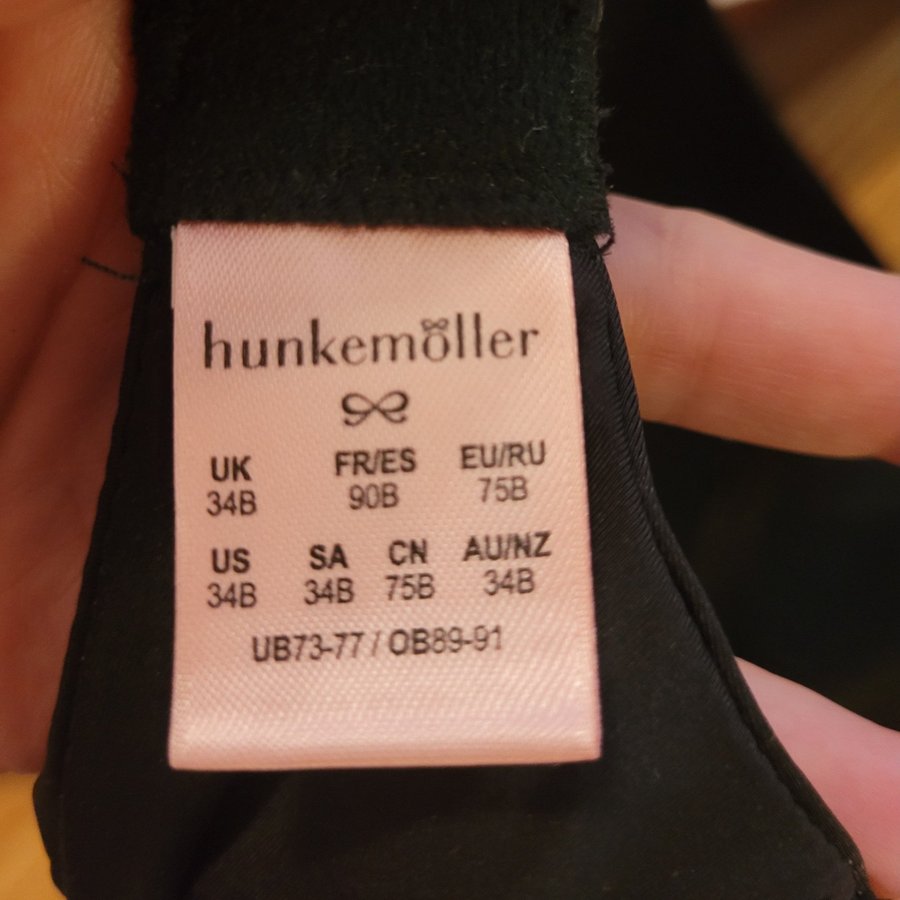 hunkemöller
UK FR/ES EU/RU
34B 90B 75B
US SA CN AU/NZ
34B 34B 75B 34B
UB73-77 / OB89-91